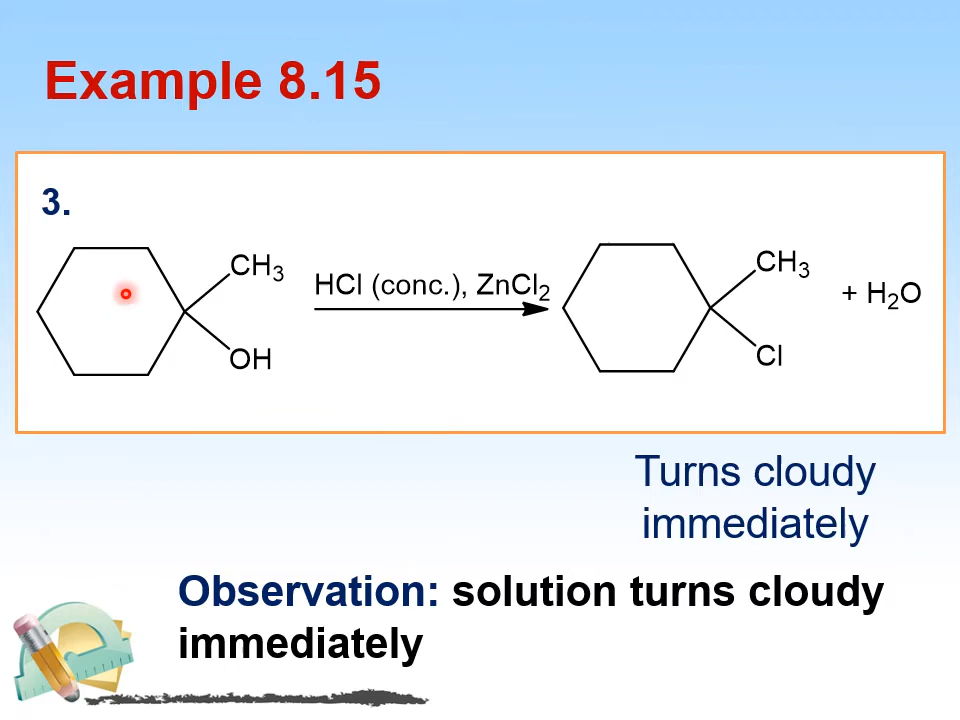 Example 8.15
3.
CH₃
OH
HCl (conc.), ZnCl₂
CH₃
Cl
+ H₂O
Turns cloudy
immediately
Observation: solution turns cloudy
immediately